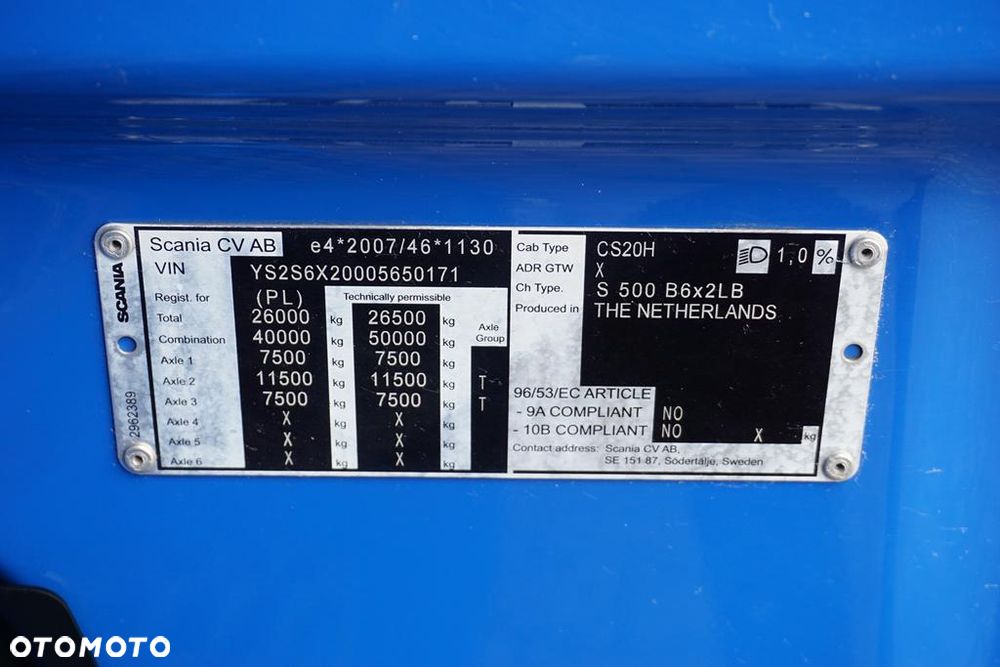 Scania CV AB e4*2007/46*1130
VIN YS2S6X20005650171
Regist. for (PL) Technically permissible
Total 26000 kg 26500 kg Axle
Combination 40000 kg 50000 kg Group
Axle 1 7500 kg 7500 kg
Axle 2 11500 kg 11500 kg T
Axle 3 7500 kg 7500 kg T
Axle 4 X kg X kg
Axle 5 X kg X kg
Axle 6 X kg X kg
SCANIA
2962389
Cab Type CS20H 1,0 %
ADR GTW X
Ch Type. S 500 B6x2LB
Produced in THE NETHERLANDS
96/53/EC ARTICLE
- 9A COMPLIANT NO
- 10B COMPLIANT NO X kg
Contact address: Scania CV AB,
SE 151 87, Södertälje, Sweden
OTOMOTO